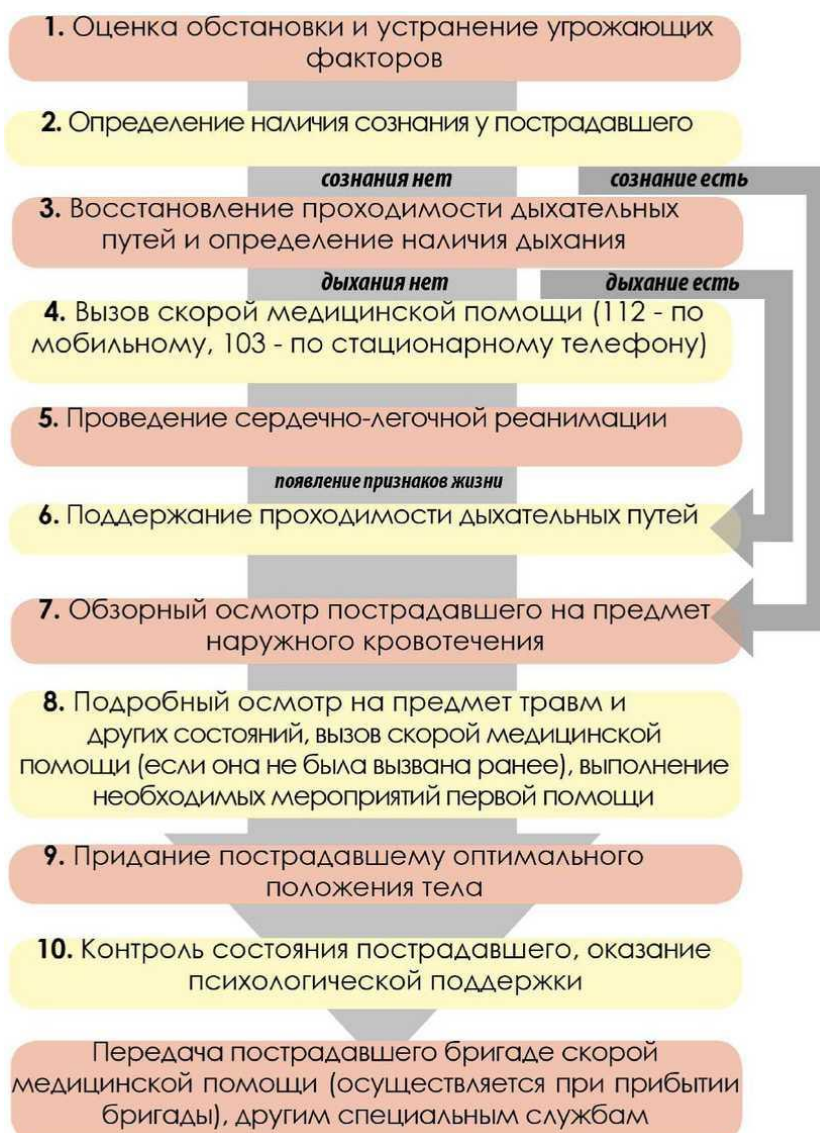 1. Оценка обстановки и устранение угрожающих
факторов
2. Определение наличия сознания у пострадавшего
сознания нет
сознание есть
3. Восстановление проходимости дыхательных
путей и определение наличия дыхания
дыхания нет
дыхание есть
4. Вызов скорой медицинской помощи (112 - по
мобильному, 103 - по стационарному телефону)
5. Проведение сердечно-легочной реанимации
появление признаков жизни
6. Поддержание проходимости дыхательных путей
7. Обзорный осмотр пострадавшего на предмет
наружного кровотечения
8. Подробный осмотр на предмет травм и
других состояний, вызов скорой медицинской
помощи (если она не была вызвана ранее), выполнение
необходимых мероприятий первой помощи
9. Придание пострадавшему оптимального
положения тела
10. Контроль состояния пострадавшего, оказание
психологической поддержки
Передача пострадавшего бригаде скорой
медицинской помощи (осуществляется при прибытии
бригады), другим специальным службам